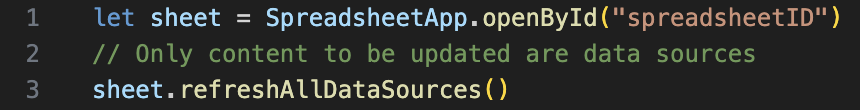 1 let sheet = SpreadsheetApp.openById("spreadsheetID")
2 // Only content to be updated are data sources
3 sheet.refreshAllDataSources()